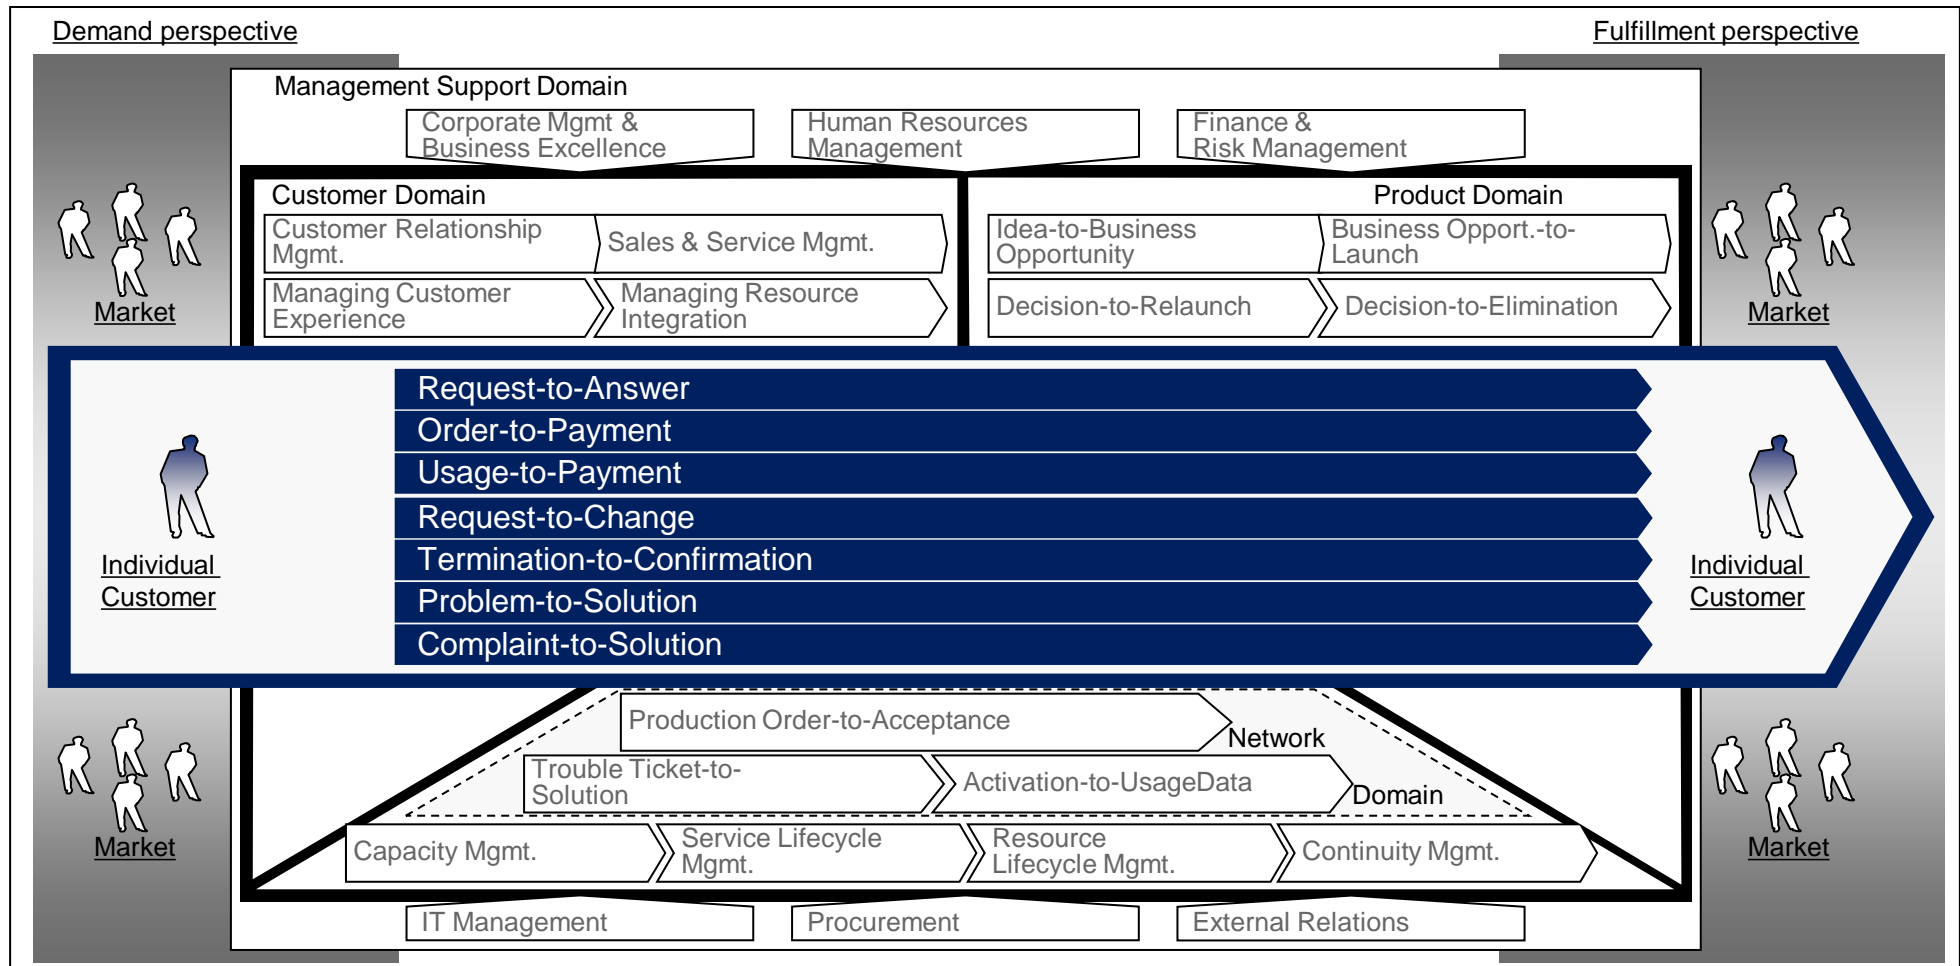 Demand perspective
Fulfillment perspective
Management Support Domain
Corporate Mgmt &
Business Excellence
Human Resources
Management
Finance &
Risk Management
Customer Domain
Customer Relationship
Mgmt.
Sales & Service Mgmt.
Managing Customer
Experience
Managing Resource
Integration
Product Domain
Idea-to-Business
Opportunity
Business Opport.-to-
Launch
Decision-to-Relaunch
Decision-to-Elimination
Market
Market
Request-to-Answer
Order-to-Payment
Usage-to-Payment
Request-to-Change
Termination-to-Confirmation
Problem-to-Solution
Complaint-to-Solution
Individual
Customer
Individual
Customer
Production Order-to-Acceptance
Network
Trouble Ticket-to-
Solution
Activation-to-UsageData
Domain
Capacity Mgmt.
Service Lifecycle
Mgmt.
Resource
Lifecycle Mgmt.
Continuity Mgmt.
Market
Market
IT Management
Procurement
External Relations